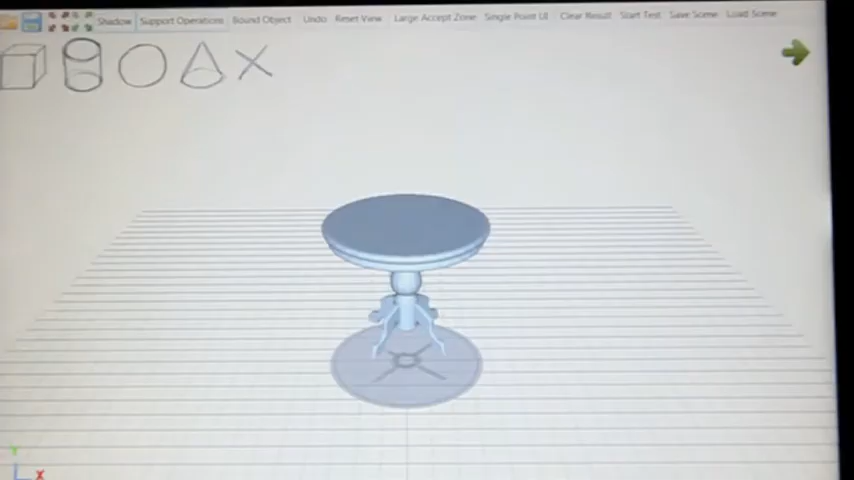 Shadow Support Operations Bound Object Undo Reset View Large Accept Zone Single Point UI Clear Result Start Test Save Scene Load Scene
Y
X